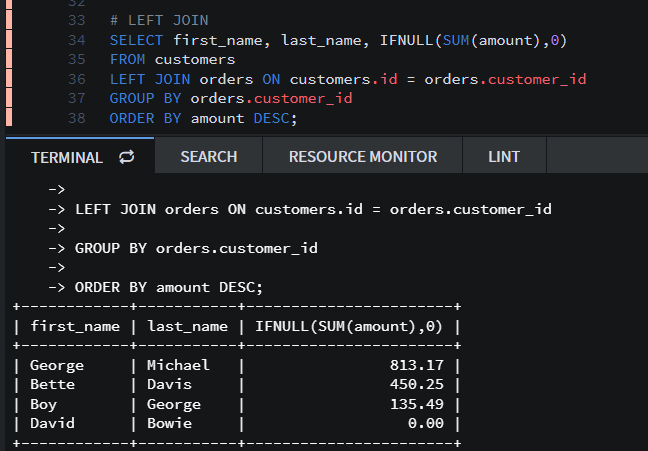 32
33 # LEFT JOIN
34 SELECT first_name, last_name, IFNULL(SUM(amount),0)
35 FROM customers
36 LEFT JOIN orders ON customers.id = orders.customer_id
37 GROUP BY orders.customer_id
38 ORDER BY amount DESC;
TERMINAL SEARCH RESOURCE MONITOR LINT
->
-> LEFT JOIN orders ON customers.id = orders.customer_id
->
-> GROUP BY orders.customer_id
->
-> ORDER BY amount DESC;
+------------+-----------+-----------------------+
| first_name | last_name | IFNULL(SUM(amount),0) |
+------------+-----------+-----------------------+
| George | Michael | 813.17 |
| Bette | Davis | 450.25 |
| Boy | George | 135.49 |
| David | Bowie | 0.00 |
+------------+-----------+-----------------------+